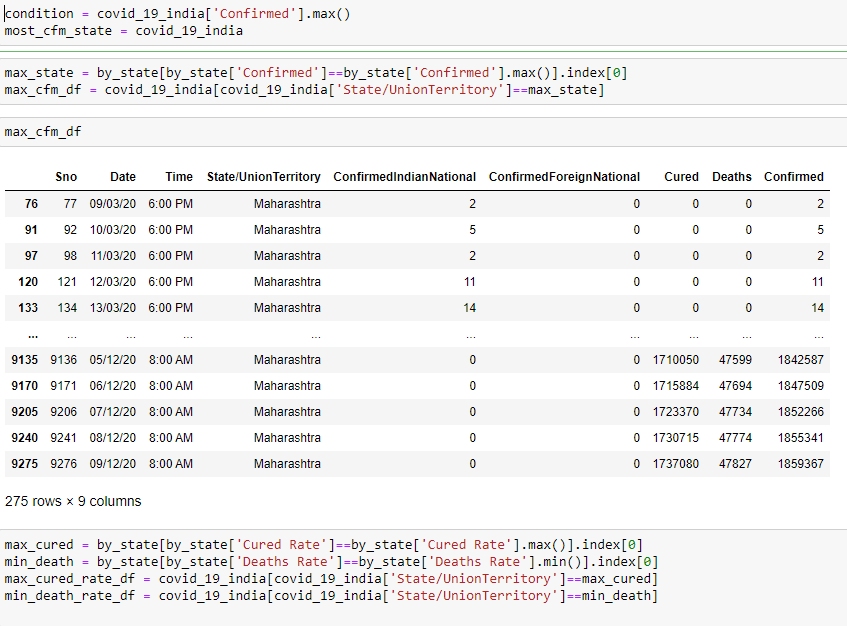 condition = covid_19_india['Confirmed'].max()
most_cfm_state = covid_19_india
max_state = by_state[by_state['Confirmed']==by_state['Confirmed'].max()].index[0]
max_cfm_df = covid_19_india[covid_19_india['State/UnionTerritory']==max_state]
max_cfm_df
Sno Date Time State/UnionTerritory ConfirmedIndianNational ConfirmedForeignNational Cured Deaths Confirmed
76 77 09/03/20 6:00 PM Maharashtra 2 0 0 0 2
91 92 10/03/20 6:00 PM Maharashtra 5 0 0 0 5
97 98 11/03/20 6:00 PM Maharashtra 2 0 0 0 2
120 121 12/03/20 6:00 PM Maharashtra 11 0 0 0 11
133 134 13/03/20 6:00 PM Maharashtra 14 0 0 0 14
... ... ... ... ... ... ... ... ... ...
9135 9136 05/12/20 8:00 AM Maharashtra 0 0 1710050 47599 1842587
9170 9171 06/12/20 8:00 AM Maharashtra 0 0 1715884 47694 1847509
9205 9206 07/12/20 8:00 AM Maharashtra 0 0 1723370 47734 1852266
9240 9241 08/12/20 8:00 AM Maharashtra 0 0 1730715 47774 1855341
9275 9276 09/12/20 8:00 AM Maharashtra 0 0 1737080 47827 1859367
275 rows × 9 columns
max_cured = by_state[by_state['Cured Rate']==by_state['Cured Rate'].max()].index[0]
min_death = by_state[by_state['Deaths Rate']==by_state['Deaths Rate'].min()].index[0]
max_cured_rate_df = covid_19_india[covid_19_india['State/UnionTerritory']==max_cured]
min_death_rate_df = covid_19_india[covid_19_india['State/UnionTerritory']==min_death]